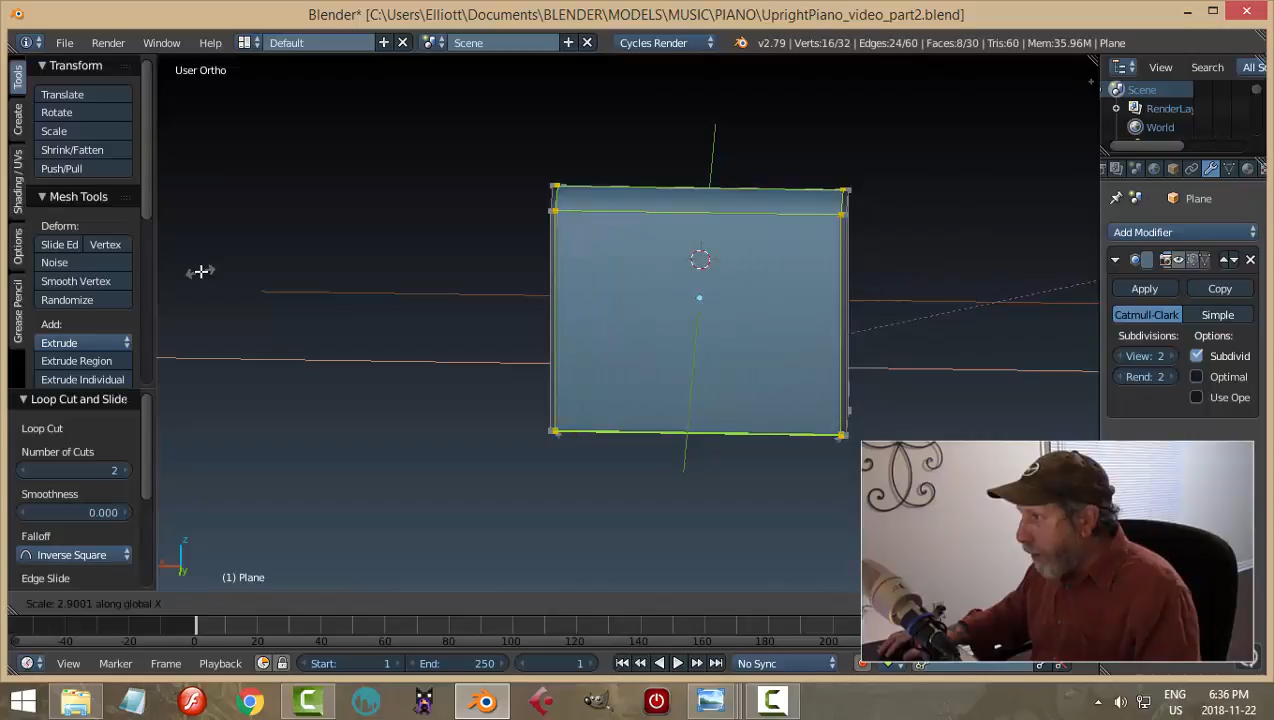 Blender* [C:\Users\Elliott\Documents\BLENDER\MODELS\MUSIC\PIANO\UprightPiano_video_part2.blend]
File Render Window Help Default Scene Cycles Render v2.79 | Verts:16/32 | Edges:24/60 | Faces:8/30 | Tris:60 | Mem:35.96M | Plane
Tools
Create
Shading / UVs
Options
Grease Pencil
Transform
Translate
Rotate
Scale
Shrink/Fatten
Push/Pull
Mesh Tools
Deform:
Slide Ed Vertex
Noise
Smooth Vertex
Randomize
Add:
Extrude
Extrude Region
Extrude Individual
Loop Cut and Slide
Loop Cut
Number of Cuts
2
Smoothness
0.000
Falloff
Inverse Square
Edge Slide
User Ortho
z
x
y
(1) Plane
View Search All S
Scene
RenderLay
World
Plane
Add Modifier
Apply Copy
Catmull-Clark Simple
Subdivisions: Options:
View: 2 Subdivid
Rend: 2 Optimal
Use Ope
Scale: 2.9001 along global X
-40 -20 0 20 40 60 80 100 120 140 160 180 200
View Marker Frame Playback Start: 1 End: 250 1 No Sync
ENG 6:36 PM
US 2018-11-22